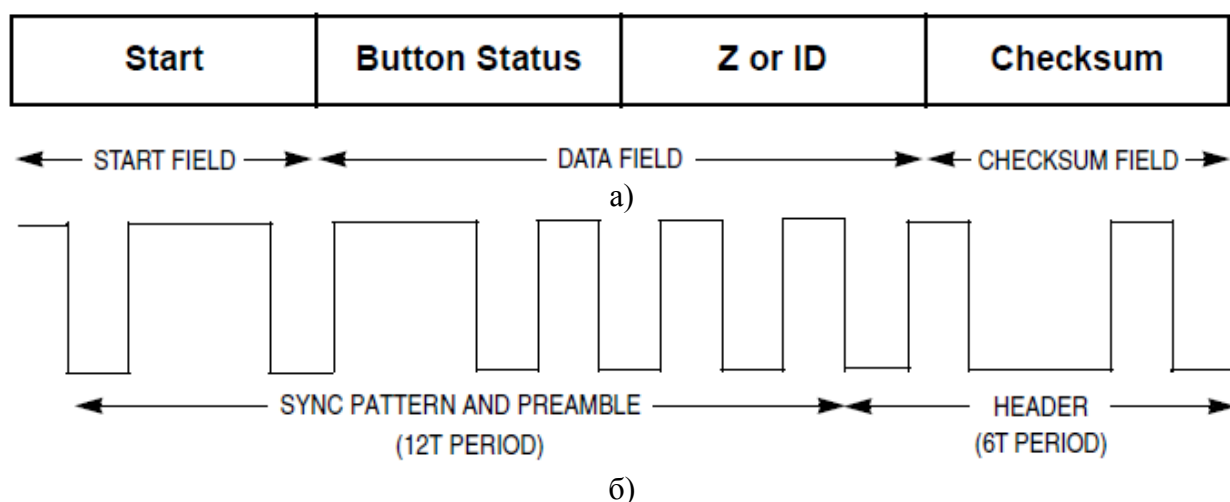 Start Button Status Z or ID Checksum
START FIELD DATA FIELD CHECKSUM FIELD
а)
SYNC PATTERN AND PREAMBLE HEADER
(12T PERIOD) (6T PERIOD)
б)